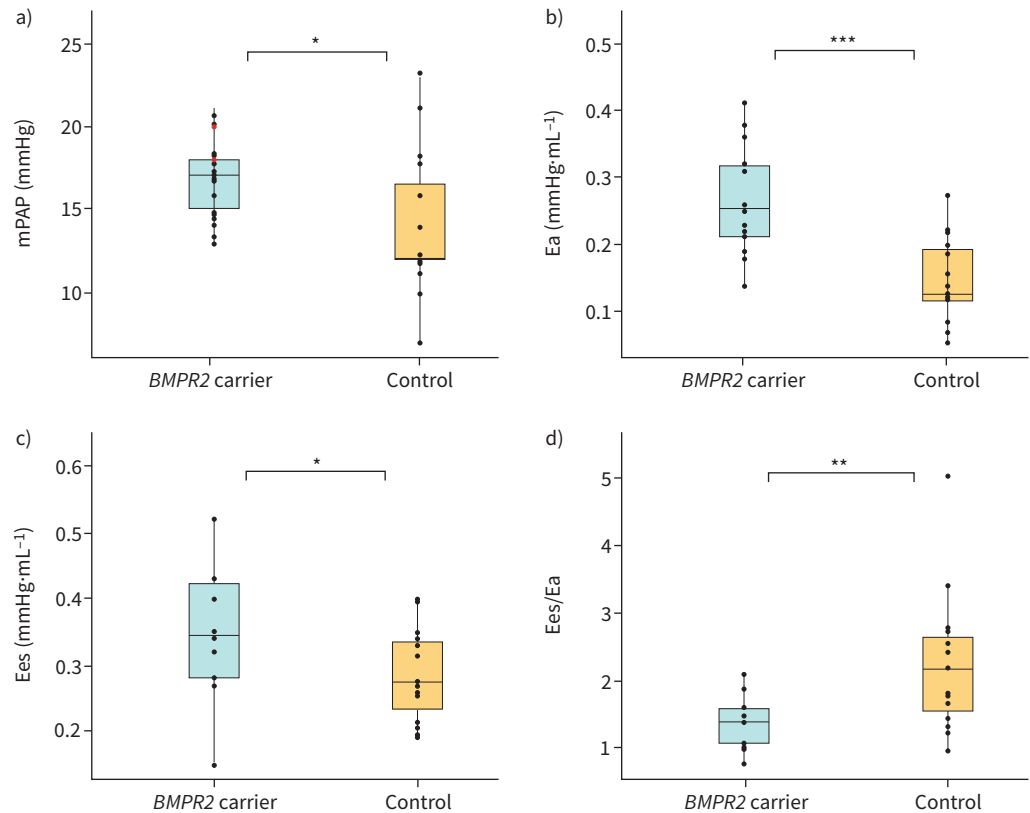 a)
mPAP (mmHg)
25
20
15
10
*
BMPR2 carrier
Control
b)
Ea (mmHg·mL⁻¹)
0.5
0.4
0.3
0.2
0.1
***
BMPR2 carrier
Control
c)
Ees (mmHg·mL⁻¹)
0.6
0.5
0.4
0.3
0.2
*
BMPR2 carrier
Control
d)
Ees/Ea
5
4
3
2
1
**
BMPR2 carrier
Control